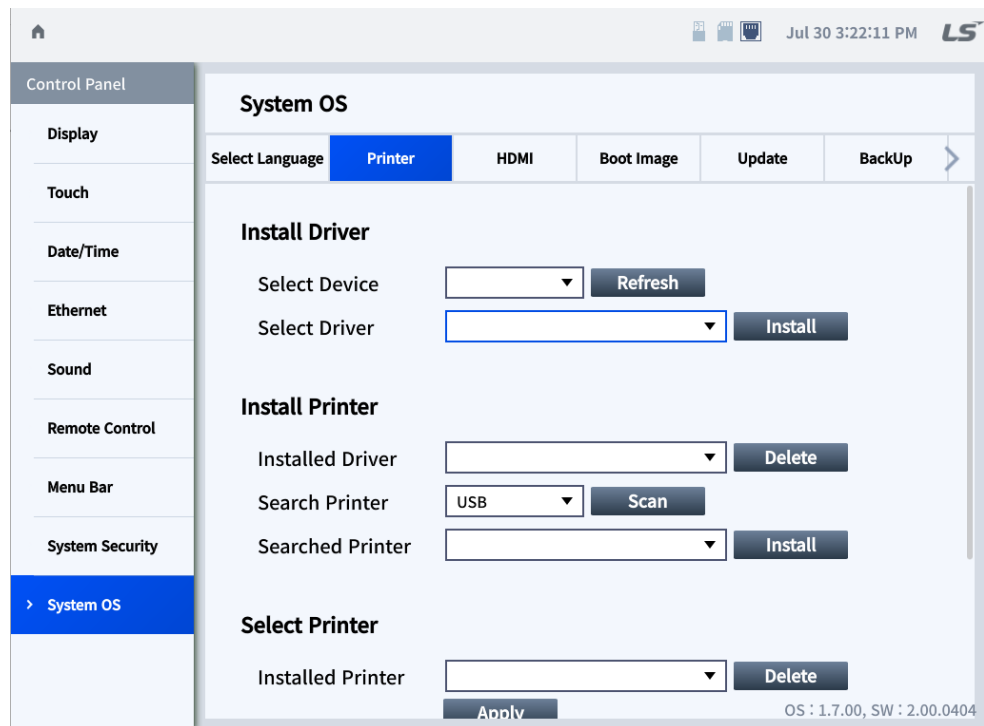 Jul 30 3:22:11 PM LS
Control Panel
Display
Touch
Date/Time
Ethernet
Sound
Remote Control
Menu Bar
System Security
> System OS
System OS
Select Language Printer HDMI Boot Image Update BackUp >
Install Driver
Select Device Refresh
Select Driver Install
Install Printer
Installed Driver Delete
Search Printer USB Scan
Searched Printer Install
Select Printer
Installed Printer Delete
Apply
OS : 1.7.00, SW : 2.00.0404